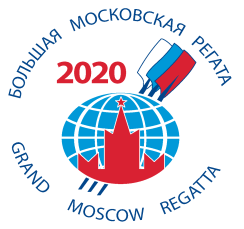 БОЛЬШАЯ МОСКОВСКАЯ РЕГАТА
2020
GRAND MOSCOW REGATTA